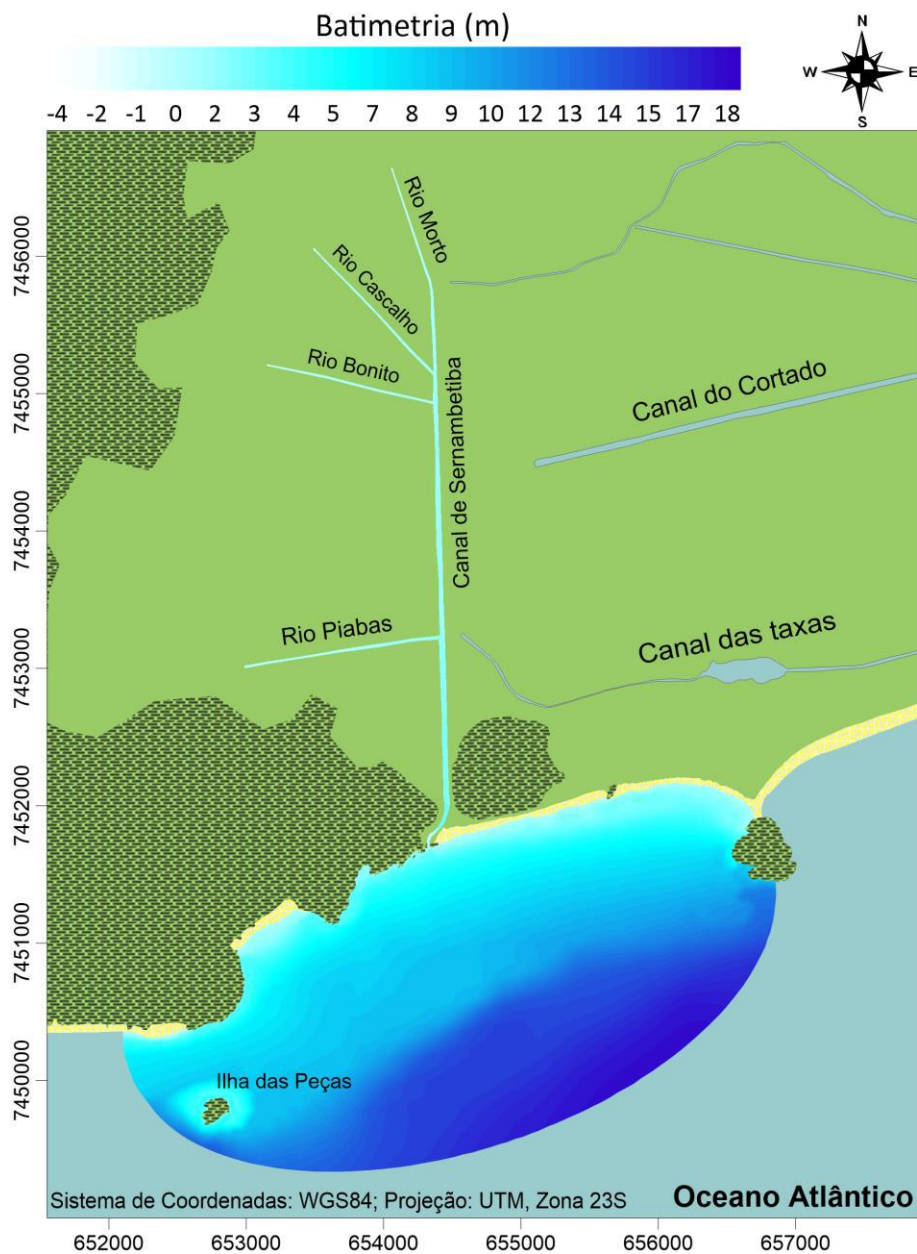 Batimetria (m)
N
W E
S
-4 -2 -1 0 2 3 4 5 7 8 9 10 12 13 14 15 17 18
Rio Morto
Rio Cascalho
Rio Bonito
Canal de Sernambetiba
Canal do Cortado
Rio Piabas
Canal das taxas
Ilha das Peças
Sistema de Coordenadas: WGS84; Projeção: UTM, Zona 23S
Oceano Atlântico
7456000
7455000
7454000
7453000
7452000
7451000
7450000
652000 653000 654000 655000 656000 657000